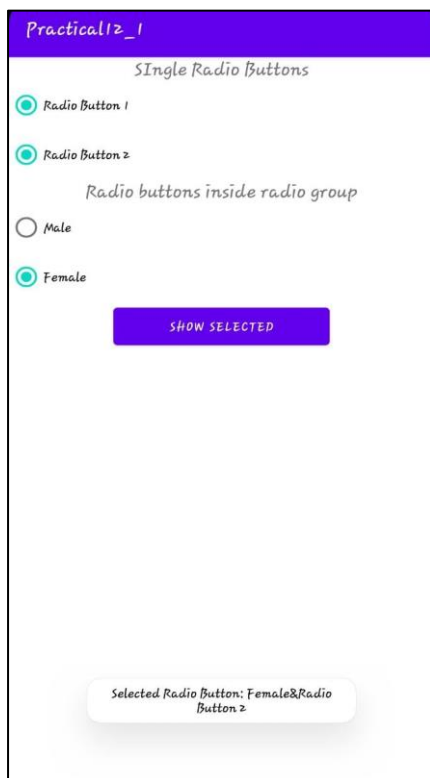 Practical12_1
SIngle Radio Buttons
Radio Button 1
Radio Button 2
Radio buttons inside radio group
Male
Female
SHOW SELECTED
Selected Radio Button: Female&Radio
Button 2